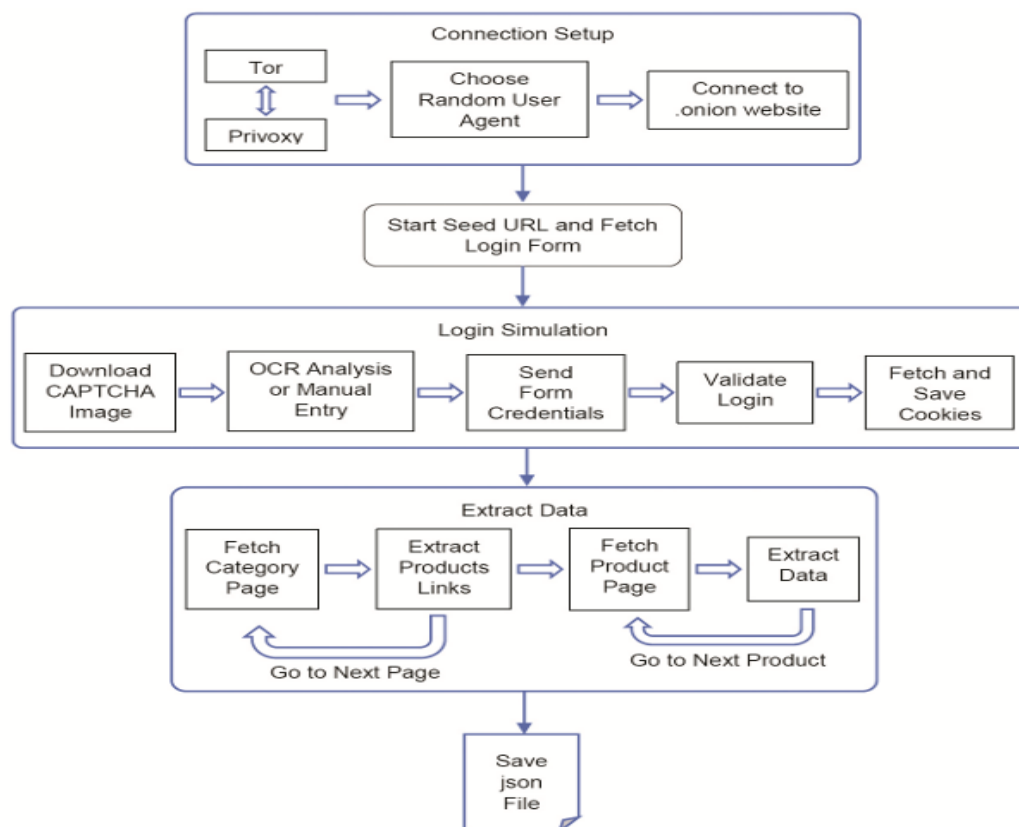 Connection Setup
Tor
Privoxy
Choose
Random User
Agent
Connect to
.onion website
Start Seed URL and Fetch
Login Form
Login Simulation
Download
CAPTCHA
Image
OCR Analysis
or Manual
Entry
Send
Form
Credentials
Validate
Login
Fetch and
Save
Cookies
Extract Data
Fetch
Category
Page
Extract
Products
Links
Fetch
Product
Page
Extract
Data
Go to Next Page
Go to Next Product
Save
json
File